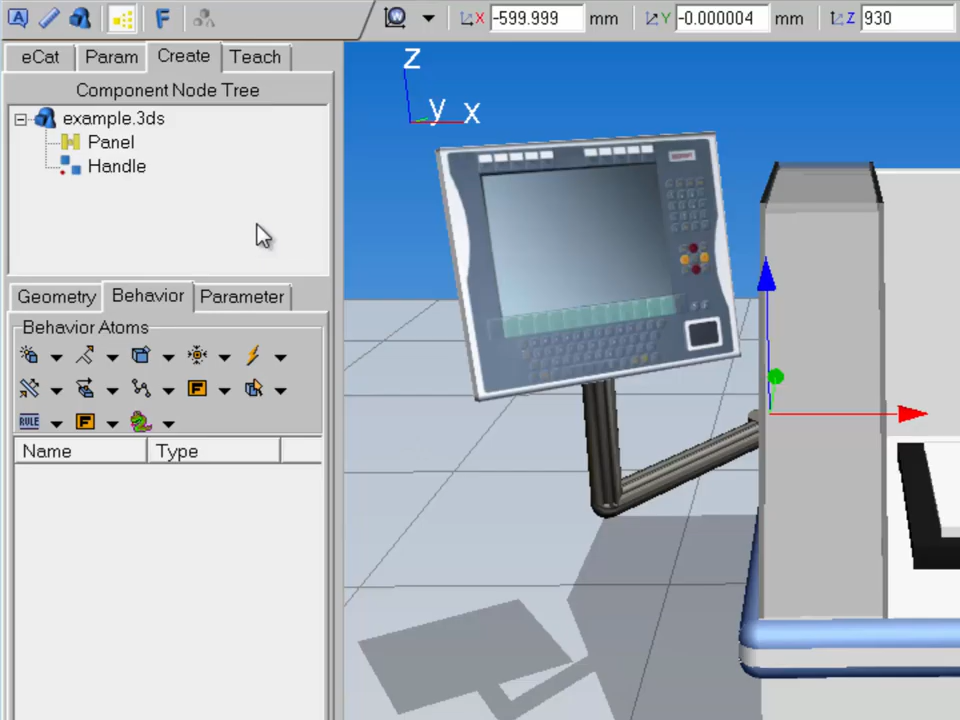 X -599.999 mm Y -0.000004 mm Z 930
eCat Param Create Teach
Component Node Tree
example.3ds
Panel
Handle
Geometry Behavior Parameter
Behavior Atoms
F
RULE F
Name Type
z
y x